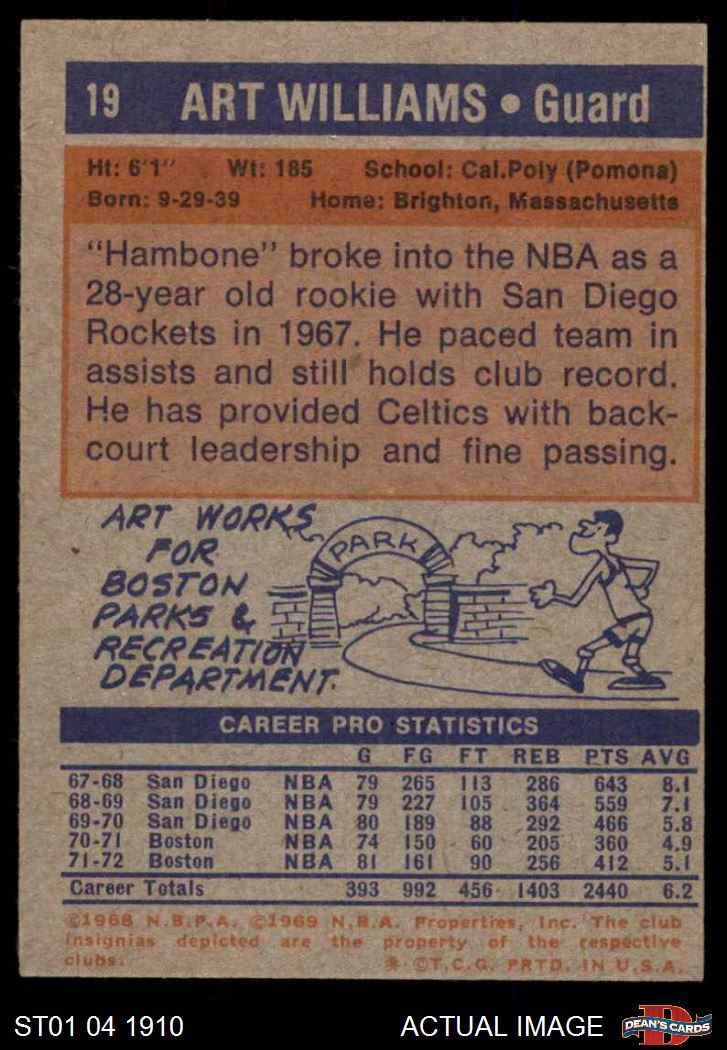 19 ART WILLIAMS • Guard
Ht: 6'1" Wt: 185 School: Cal.Poly (Pomona)
Born: 9-29-39 Home: Brighton, Massachusetts
"Hambone" broke into the NBA as a
28-year old rookie with San Diego
Rockets in 1967. He paced team in
assists and still holds club record.
He has provided Celtics with back-
court leadership and fine passing.
ART WORKS
FOR
BOSTON
PARKS &
RECREATION
DEPARTMENT.
PARK
CAREER PRO STATISTICS
G FG FT REB PTS AVG
67-68 San Diego NBA 79 265 113 286 643 8.1
68-69 San Diego NBA 79 227 105 364 559 7.1
69-70 San Diego NBA 80 189 88 292 466 5.8
70-71 Boston NBA 74 150 60 205 360 4.9
71-72 Boston NBA 81 161 90 256 412 5.1
Career Totals 393 992 456 1403 2440 6.2
©1968 N.B.P.A. ©1969 N.B.A. Properties, Inc. The club
insignias depicted are the property of the respective
clubs. * ©T.C.G. PRTD. IN U.S.A.
ST01 04 1910 ACTUAL IMAGE D DEAN'S CARDS